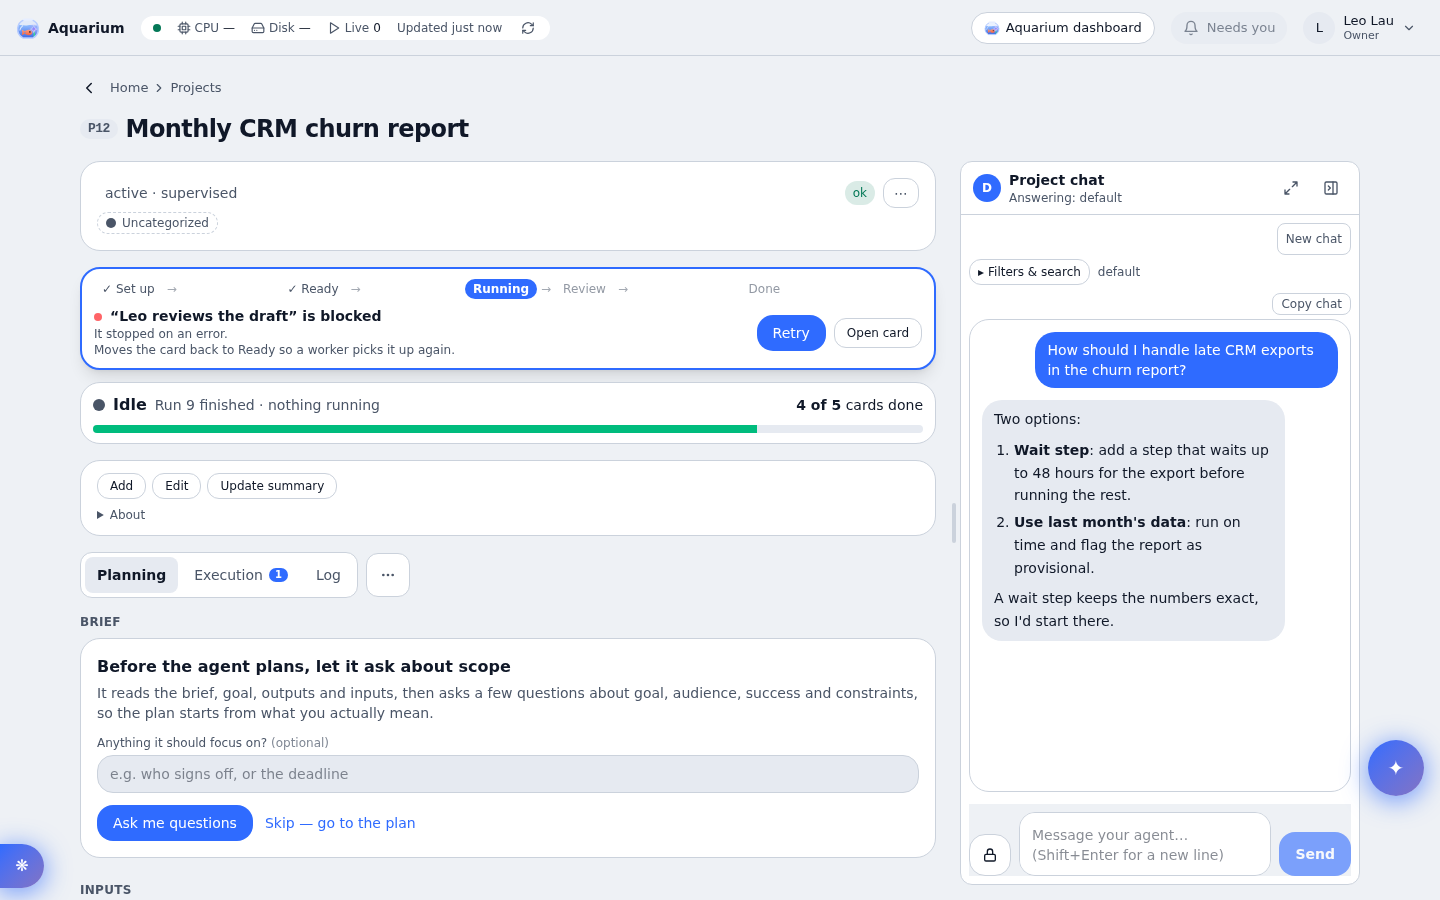 Aquarium
CPU —
Disk —
Live 0
Updated just now
Aquarium dashboard
Needs you
L
Leo Lau
Owner
Home > Projects
P12
Monthly CRM churn report
active · supervised
ok
...
Uncategorized
✓ Set up →
✓ Ready →
Running →
Review →
Done
“Leo reviews the draft” is blocked
It stopped on an error.
Moves the card back to Ready so a worker picks it up again.
Retry
Open card
Idle Run 9 finished · nothing running
4 of 5 cards done
Add
Edit
Update summary
▶ About
Planning
Execution 1
Log
...
BRIEF
Before the agent plans, let it ask about scope
It reads the brief, goal, outputs and inputs, then asks a few questions about goal, audience, success and constraints,
so the plan starts from what you actually mean.
Anything it should focus on? (optional)
e.g. who signs off, or the deadline
Ask me questions
Skip — go to the plan
INPUTS
D
Project chat
Answering: default
New chat
▸ Filters & search
default
Copy chat
How should I handle late CRM exports
in the churn report?
Two options:
1. Wait step: add a step that waits up
to 48 hours for the export before
running the rest.
2. Use last month's data: run on
time and flag the report as
provisional.
A wait step keeps the numbers exact,
so I'd start there.
Message your agent…
(Shift+Enter for a new line)
Send